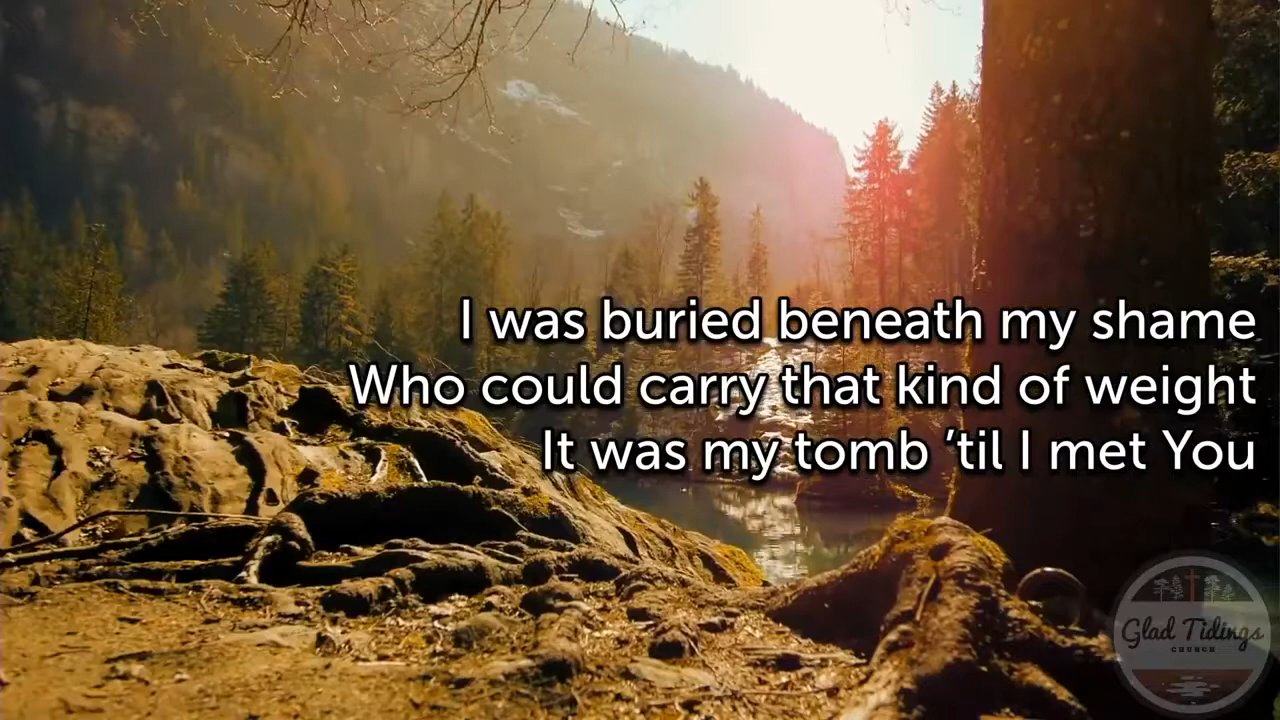 I was buried beneath my shame
Who could carry that kind of weight
It was my tomb ’til I met You
Glad Tidings
CHURCH